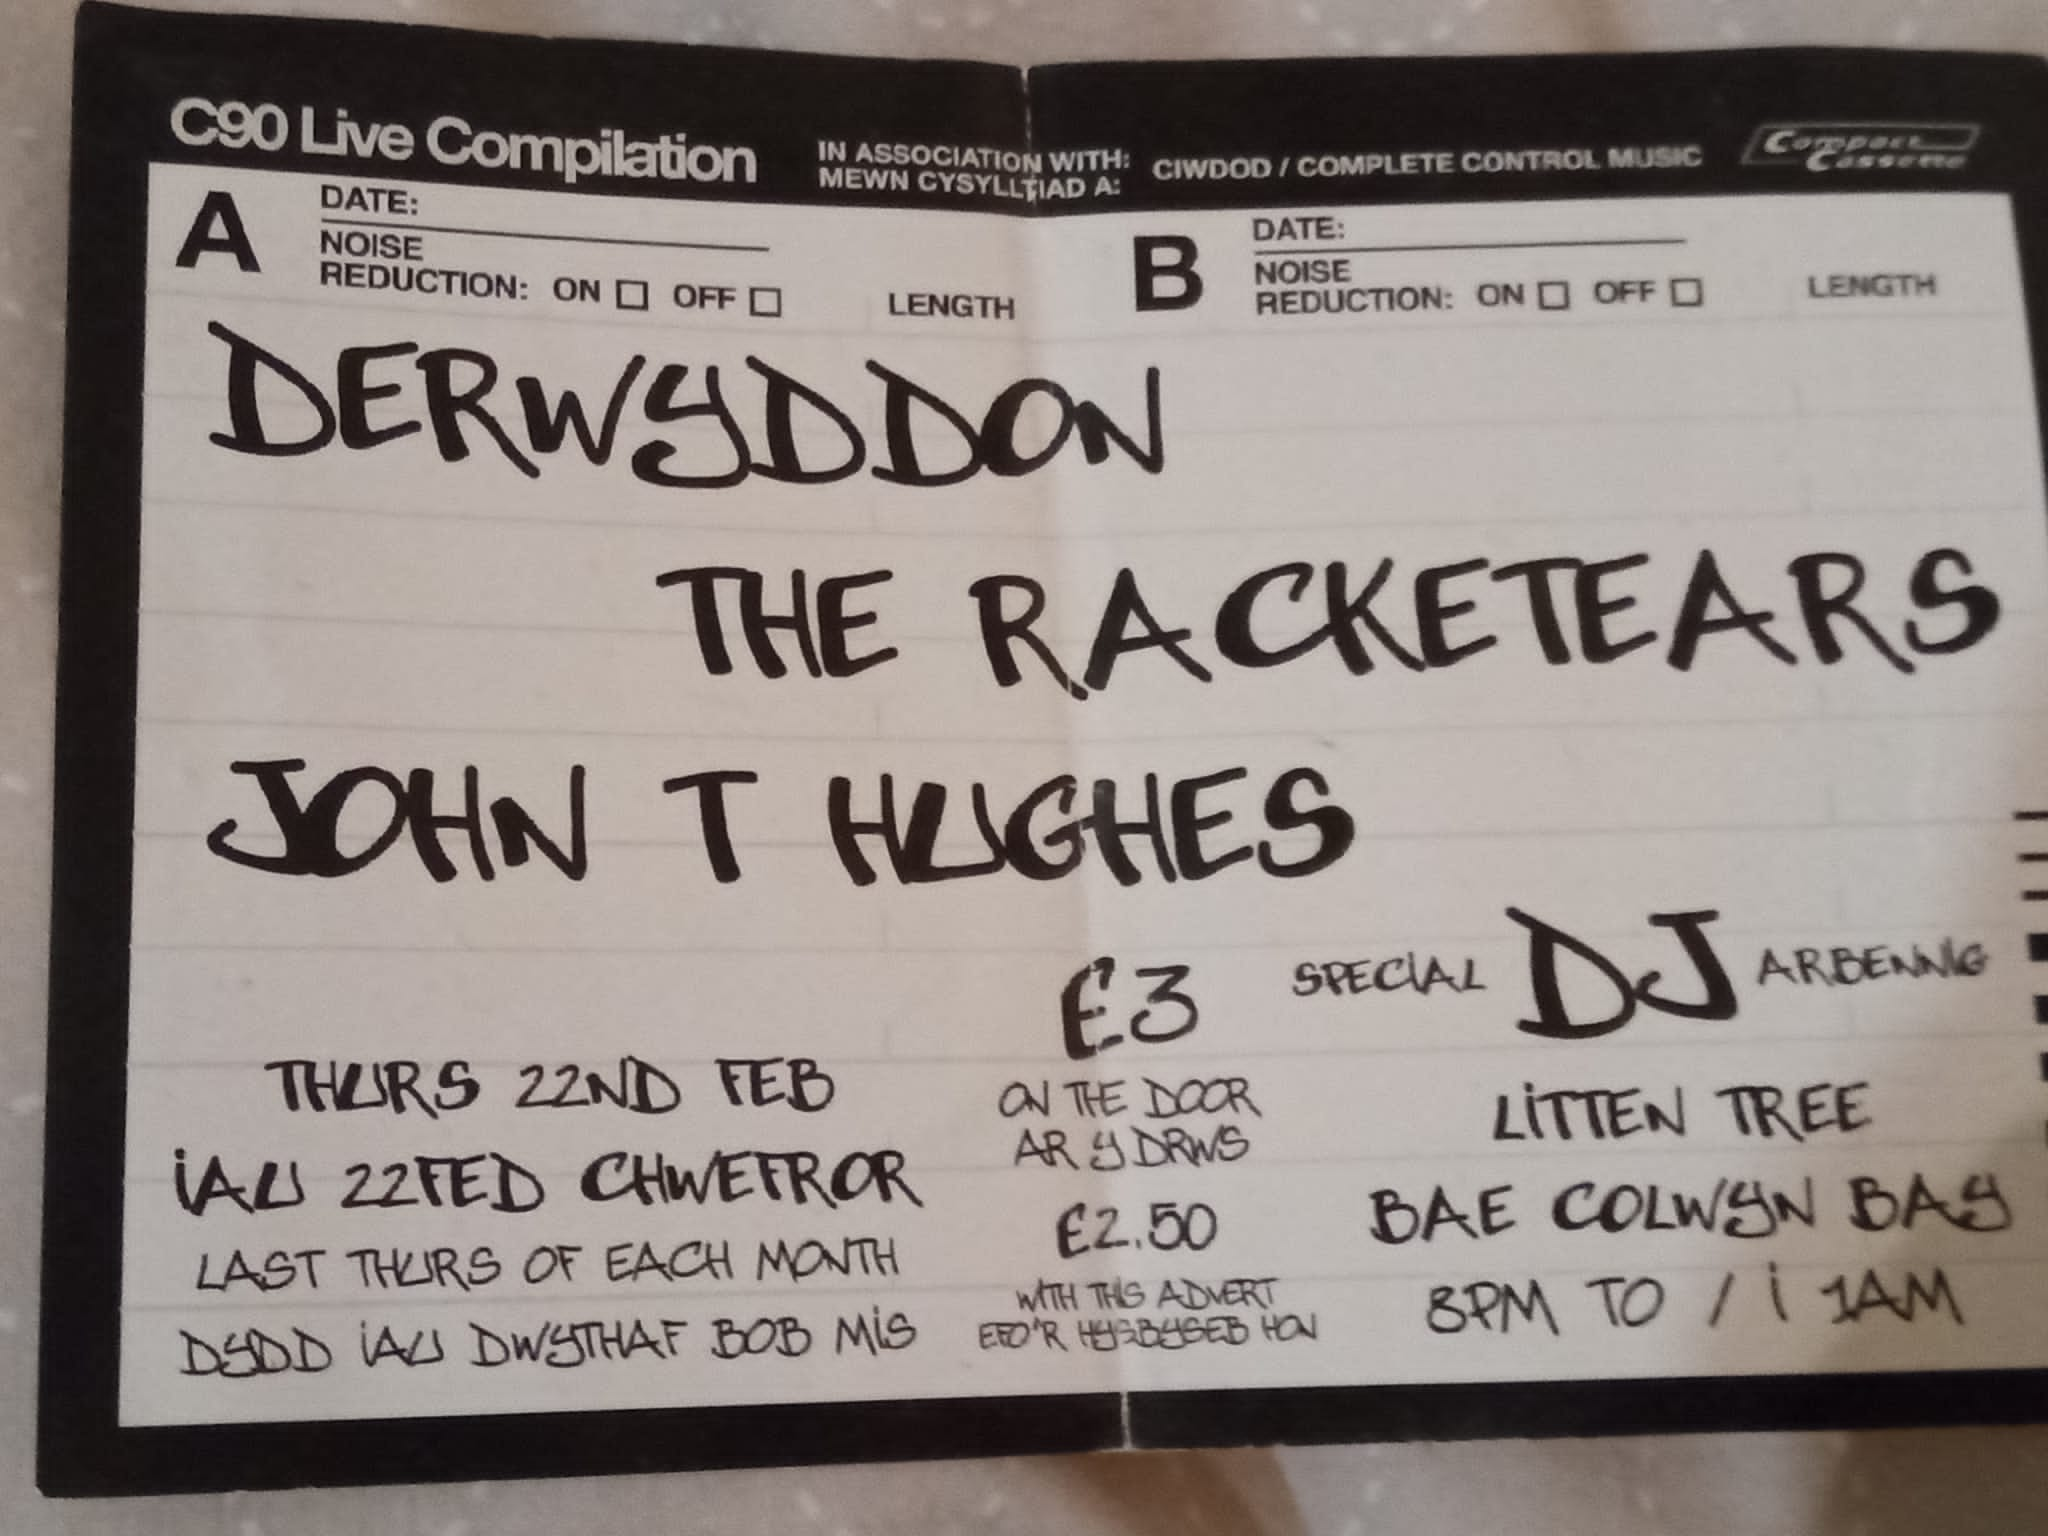 C90 Live Compilation
IN ASSOCIATION WITH:
MEWN CYSYLLTIAD A:
CIWDOD / COMPLETE CONTROL MUSIC
Compact
Cassette
A
DATE:
NOISE
REDUCTION: ON OFF
LENGTH
B
DATE:
NOISE
REDUCTION: ON OFF
LENGTH
DERWYDDON
THE RACKETEARS
JOHN T HUGHES
THURS 22ND FEB
iAU 22FED CHWEFROR
LAST THURS OF EACH MONTH
DYDD iAU DWYTHAF BOB MiS
£3
ON THE DOOR
AR Y DRWS
£2.50
WITH THIS ADVERT
EFO'R HYSBYSEB HON
SPECIAL DJ ARBENNIG
LiTTEN TREE
BAE COLWYN BAY
8PM TO / i 1AM